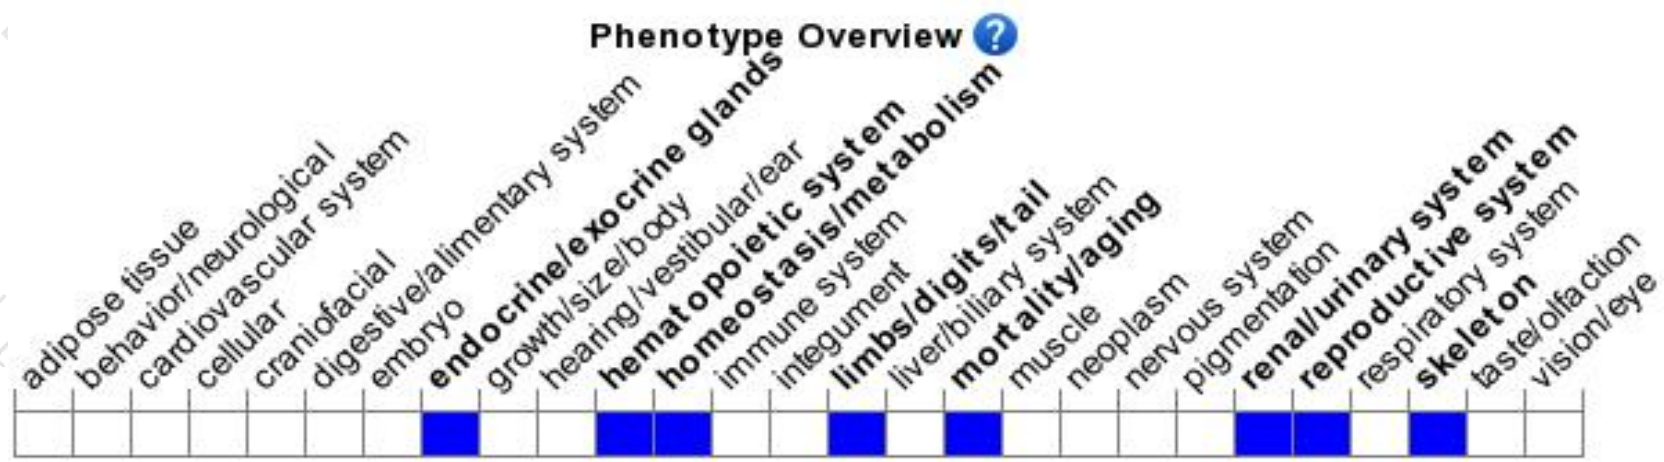 Phenotype Overview ?
adipose tissue
behavior/neurological
cardiovascular system
cellular
craniofacial
digestive/alimentary system
embryo
endocrine/exocrine glands
growth/size/body
hearing/vestibular/ear
hematopoietic system
homeostasis/metabolism
immune system
integument
limbs/digits/tail
liver/biliary system
mortality/aging
muscle
neoplasm
nervous system
pigmentation
renal/urinary system
reproductive system
respiratory system
skeleton
taste/olfaction
vision/eye